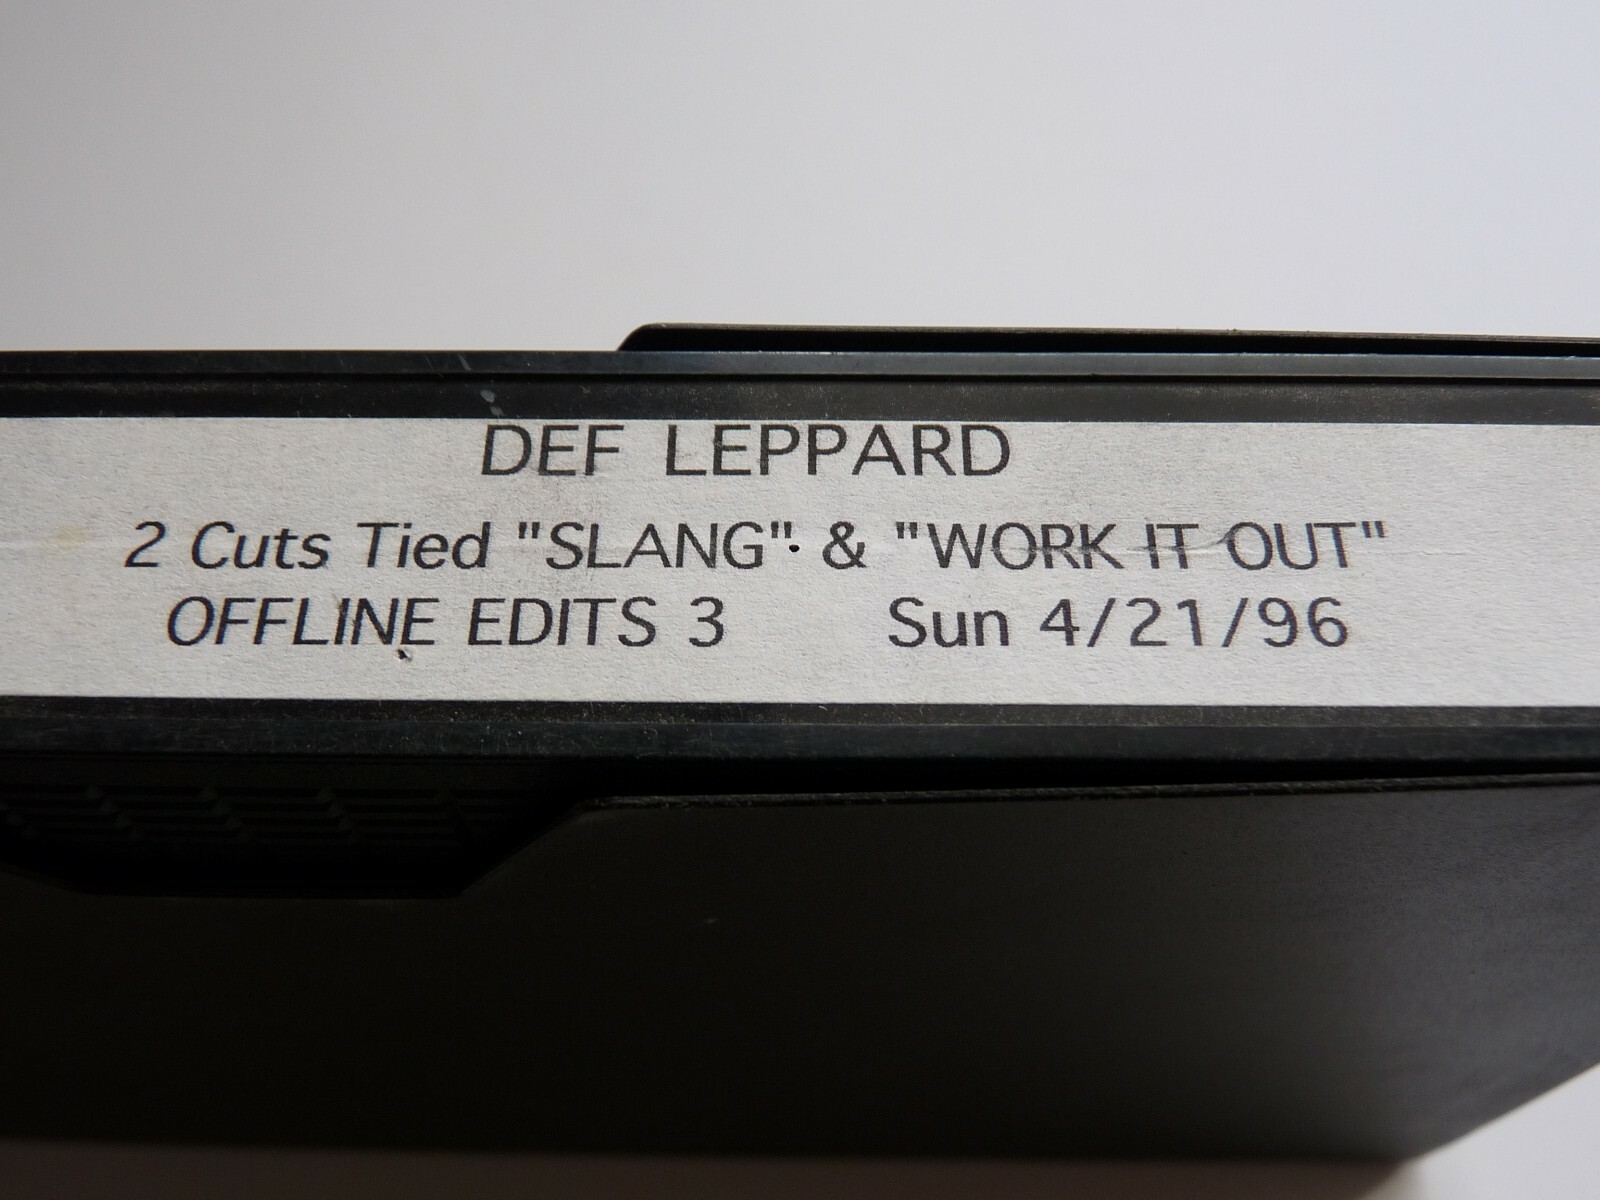 DEF LEPPARD
2 Cuts Tied "SLANG" & "WORK IT OUT"
OFFLINE EDITS 3 Sun 4/21/96